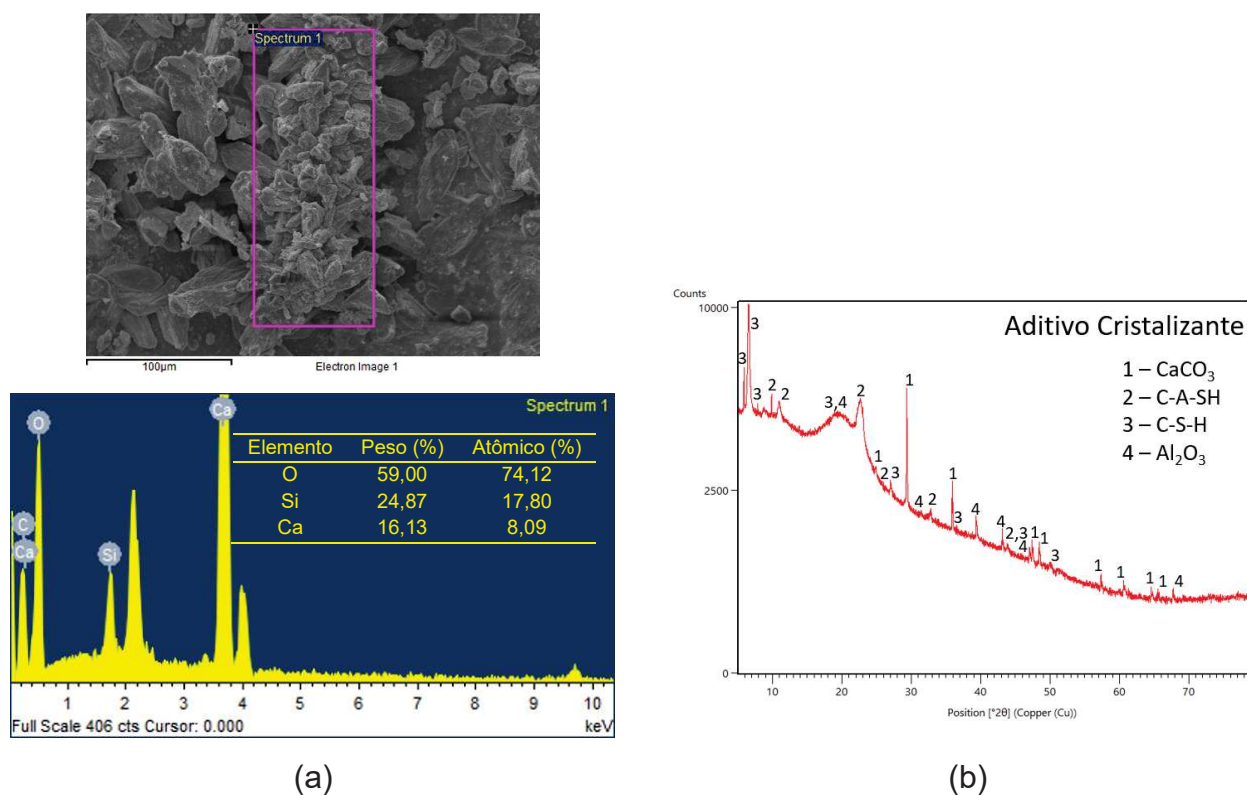 Spectrum 1
100µm
Electron Image 1
Spectrum 1
Ca
O
C
Ca
Si
Elemento Peso (%) Atômico (%)
O 59,00 74,12
Si 24,87 17,80
Ca 16,13 8,09
1 2 3 4 5 6 7 8 9 10
Full Scale 406 cts Cursor: 0.000
keV
(a)
Counts
10000
2500
0
Aditivo Cristalizante
1 – CaCO₃
2 – C-A-SH
3 – C-S-H
4 – Al₂O₃
3
3
3
2
2
3,4
2
1
1
2
3
4
2
1
3
4
4
2,3
4
1
1
3
1
1
1
1
4
10 20 30 40 50 60 70
Position [°2θ] (Copper (Cu))
(b)